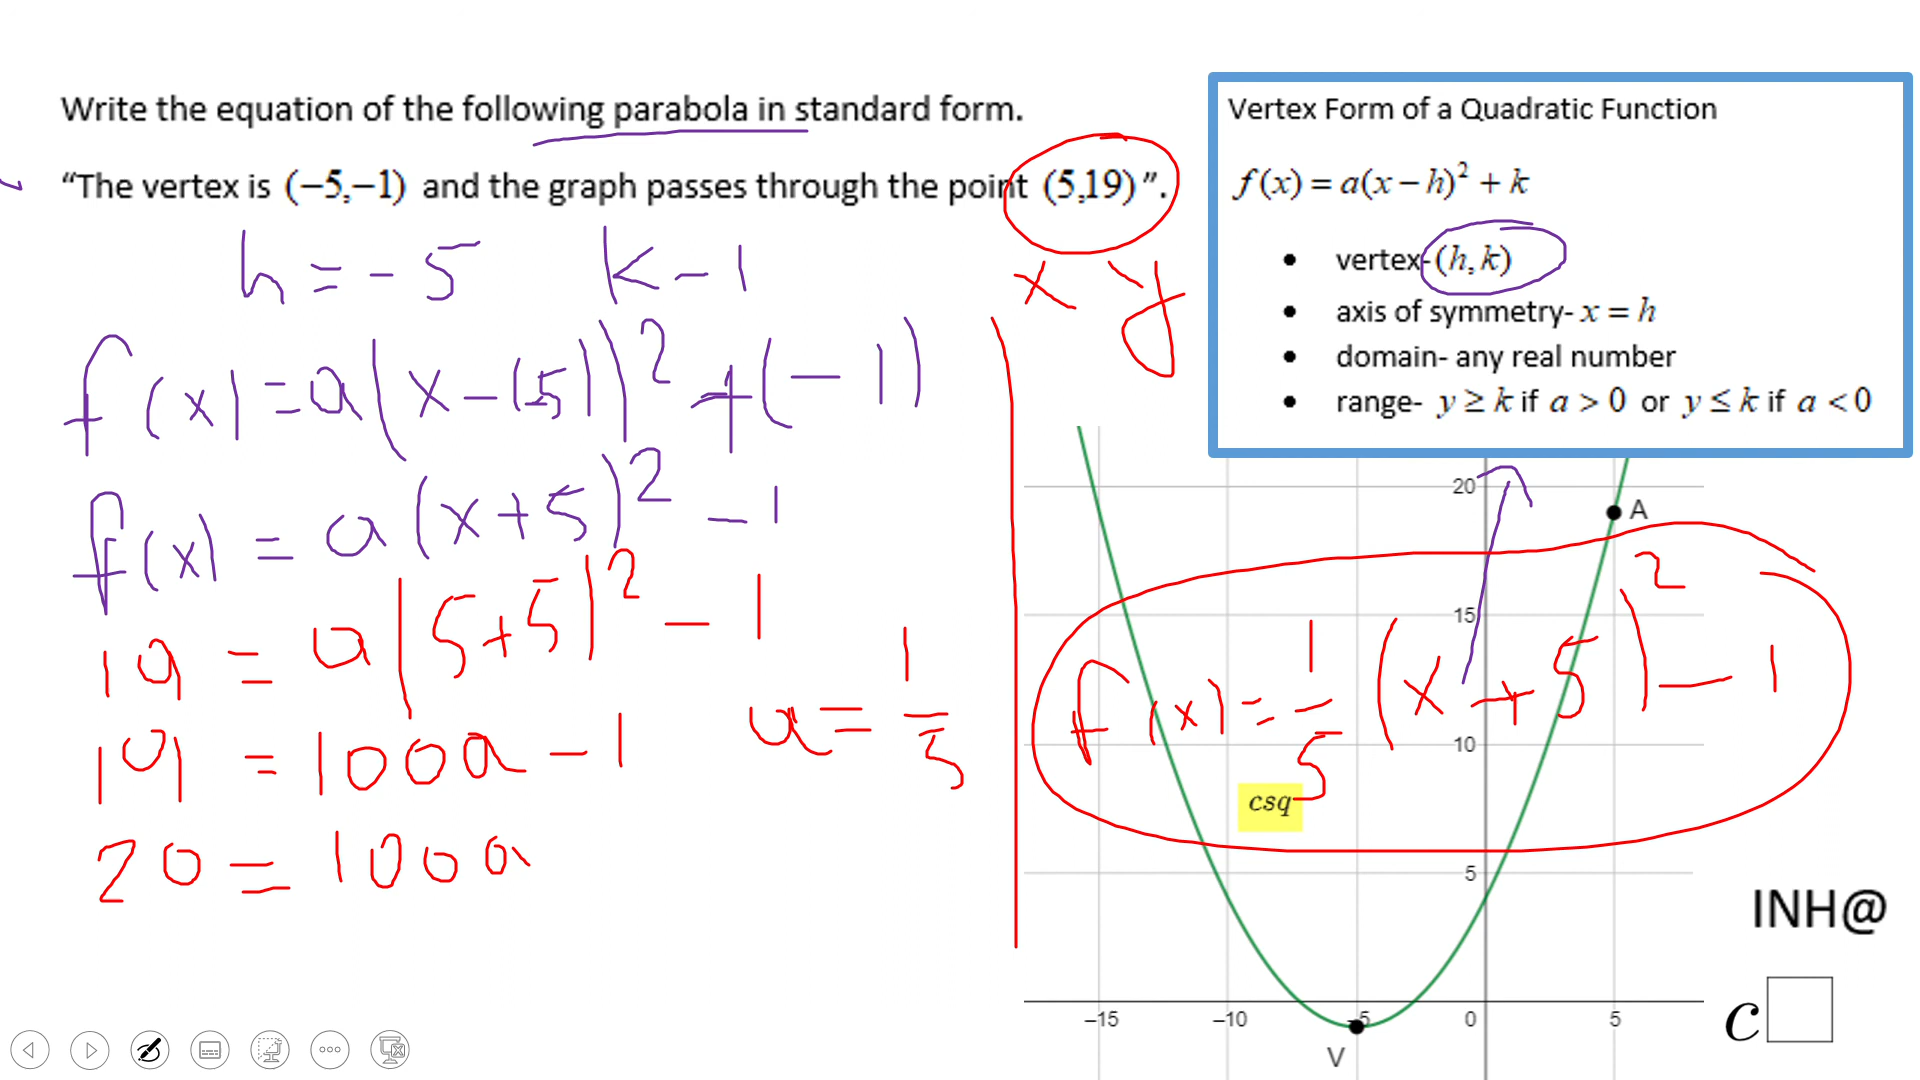 Write the equation of the following parabola in standard form.
“The vertex is (−5,−1) and the graph passes through the point (5,19)”.
h = - 5 k - 1
x y
f(x) = a(x - (5))² + (- 1)
f(x) = a(x + 5)² - 1
19 = a(5 + 5)² - 1
19 = 100a - 1
20 = 100a
a = 1/5
Vertex Form of a Quadratic Function
f(x) = a(x − h)² + k
• vertex-(h, k)
• axis of symmetry- x = h
• domain- any real number
• range- y ≥ k if a > 0 or y ≤ k if a < 0
20
A
15
f(x) = 1/5 (x + 5)² - 1
10
csq
5
−15 −10 −5 0 5
V
INH@
c